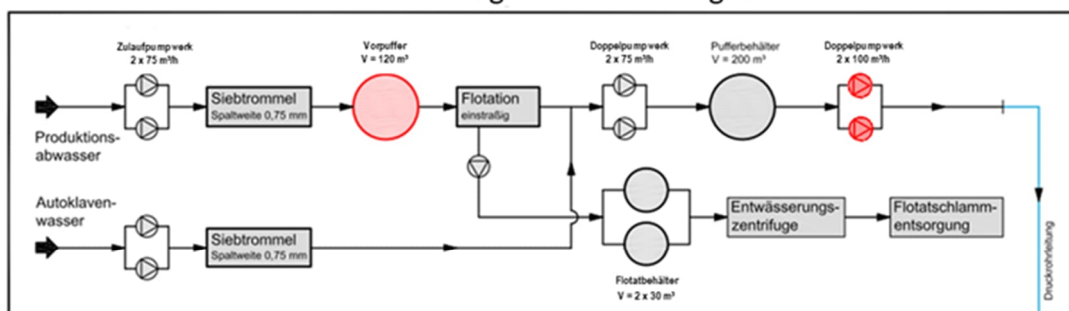 Zulaufpumpwerk
2 x 75 m³/h
Vorpuffer
V = 120 m³
Doppelpumpwerk
2 x 75 m³/h
Pufferbehälter
V = 200 m³
Doppelpumpwerk
2 x 100 m³/h
Siebtrommel
Spaltweite 0,75 mm
Flotation
einstraßig
Produktions-
abwasser
Autoklaven-
wasser
Siebtrommel
Spaltweite 0,75 mm
Entwässerungs-
zentrifuge
Flotatschlamm-
entsorgung
Flotatbehälter
V = 2 x 30 m³
Druckrohrleitung